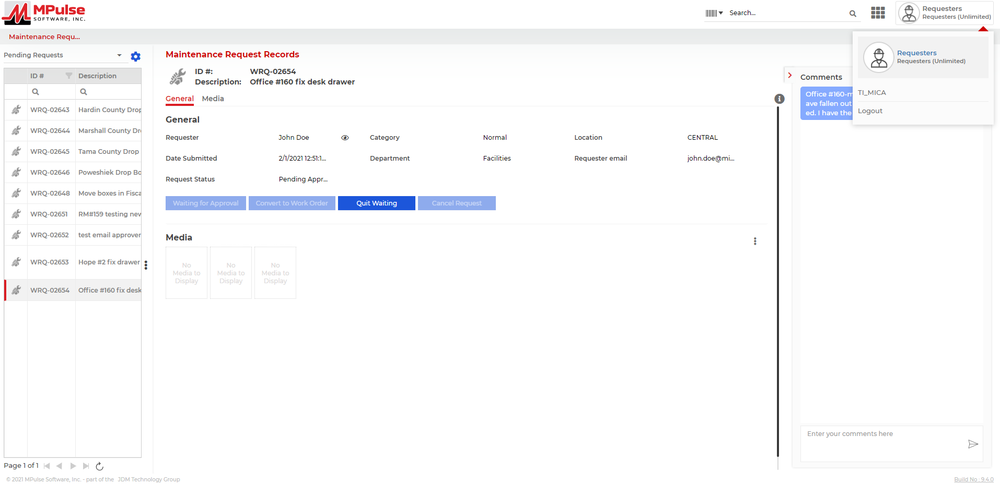 MPulse
SOFTWARE, INC.
Search...
Requesters
Requesters (Unlimited)
Maintenance Requ...
Requesters
Requesters (Unlimited)
TI_MICA
Logout
Pending Requests
ID #
Description
WRQ-02643
Hardin County Drop
WRQ-02644
Marshall County Dr
WRQ-02645
Tama County Drop
WRQ-02646
Poweshiek Drop Bo
WRQ-02648
Move boxes in Fisca
WRQ-02651
RM#159 testing new
WRQ-02652
test email approver
WRQ-02653
Hope #2 fix drawer
WRQ-02654
Office #160 fix desk
Page 1 of 1
Maintenance Request Records
ID #:
WRQ-02654
Description:
Office #160 fix desk drawer
General
Media
General
Requester
John Doe
Category
Normal
Location
CENTRAL
Date Submitted
2/1/2021 12:51:1...
Department
Facilities
Requester email
john.doe@mi...
Request Status
Pending Appr...
Waiting for Approval
Convert to Work Order
Quit Waiting
Cancel Request
Media
No
Media to
Display
No
Media to
Display
No
Media to
Display
Comments
Office #160-m
ave fallen out
ed. I have the
Enter your comments here
© 2021 MPulse Software, Inc. - part of the JDM Technology Group
Build No : 9.4.0